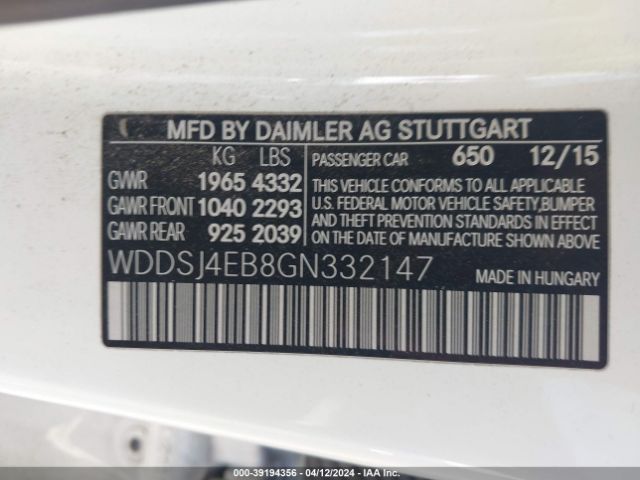 MFD BY DAIMLER AG STUTTGART
KG LBS
GVWR 1965 4332
GAWR FRONT 1040 2293
GAWR REAR 925 2039
PASSENGER CAR 650 12/15
THIS VEHICLE CONFORMS TO ALL APPLICABLE
U.S. FEDERAL MOTOR VEHICLE SAFETY, BUMPER
AND THEFT PREVENTION STANDARDS IN EFFECT
ON THE DATE OF MANUFACTURE SHOWN ABOVE
WDDSJ4EB8GN332147
MADE IN HUNGARY
000-39194356 - 04/12/2024 - IAA Inc.